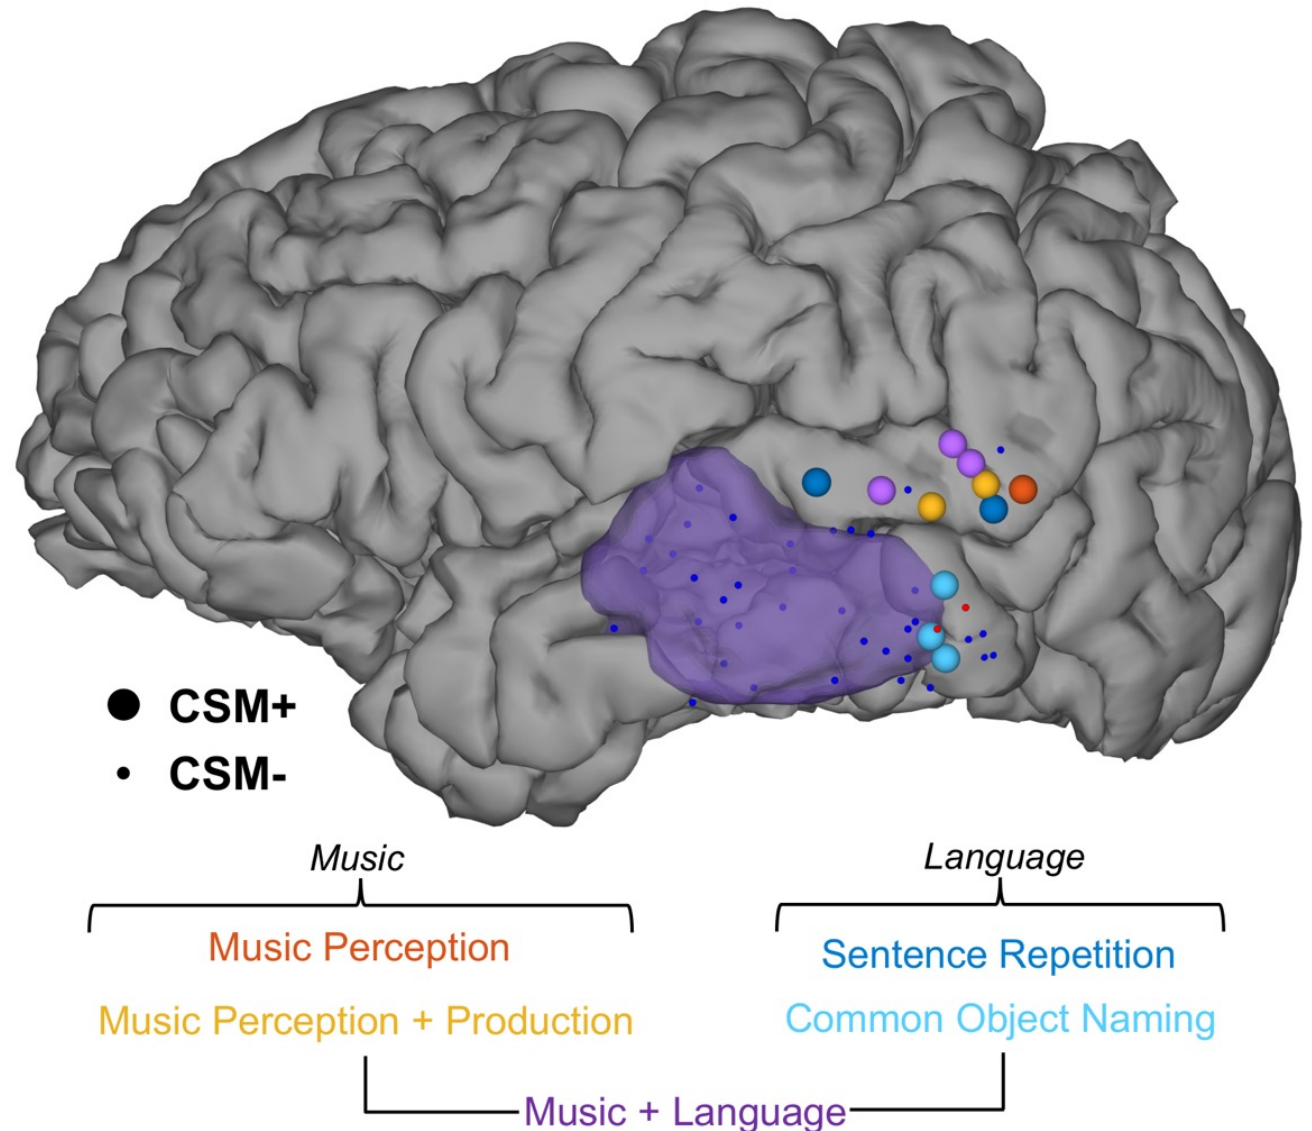 CSM+
CSM-
Music
Language
Music Perception
Sentence Repetition
Music Perception + Production
Common Object Naming
Music + Language